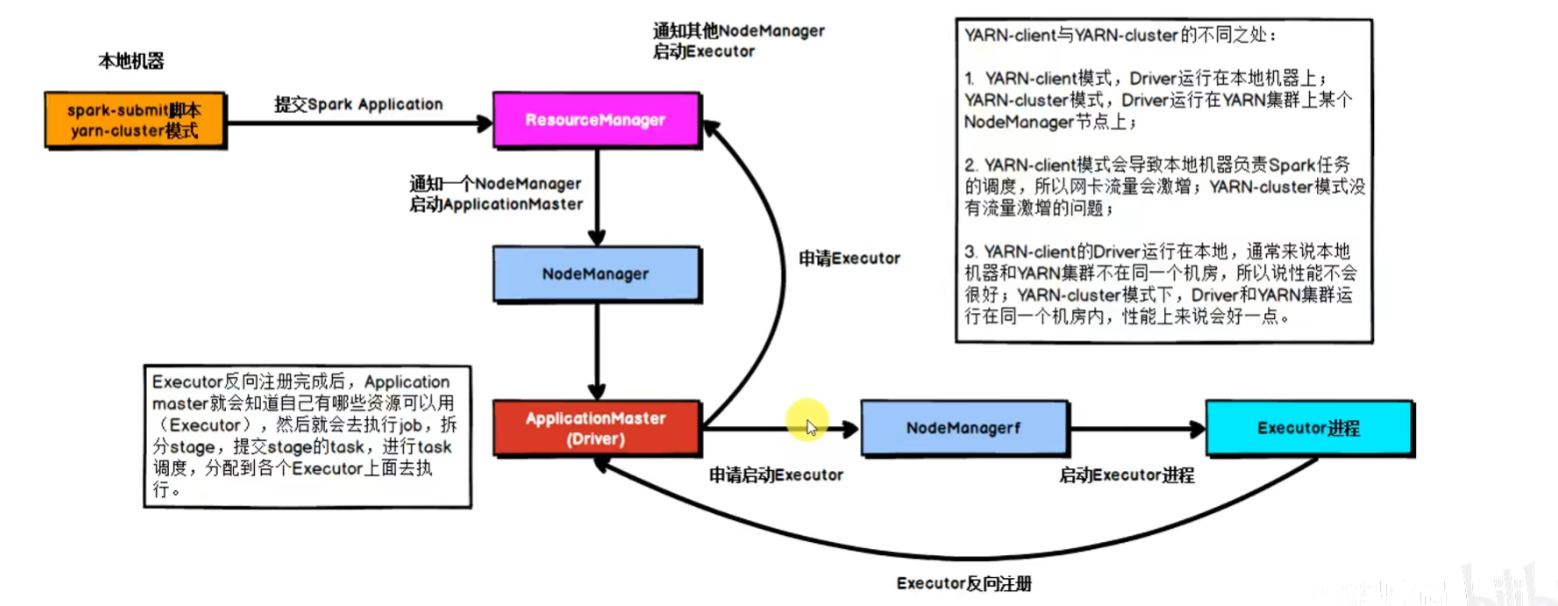 通知其他NodeManager
启动Executor
本地机器
spark-submit脚本
yarn-cluster模式
提交Spark Application
ResourceManager
通知一个NodeManager
启动ApplicationMaster
NodeManager
申请Executor
YARN-client与YARN-cluster的不同之处：
1. YARN-client模式，Driver运行在本地机器上；
YARN-cluster模式，Driver运行在YARN集群上某个
NodeManager节点上；
2. YARN-client模式会导致本地机器负责Spark任务
的调度，所以网卡流量会激增；YARN-cluster模式没
有流量激增的问题；
3. YARN-client的Driver运行在本地，通常来说本地
机器和YARN集群不在同一个机房，所以说性能不会
很好；YARN-cluster模式下，Driver和YARN集群运
行在同一个机房内，性能上来说会好一点。
Executor反向注册完成后，Application
master就会知道自己有哪些资源可以用
（Executor），然后就会去执行job，拆
分stage，提交stage的task，进行task
调度，分配到各个Executor上面去执
行。
ApplicationMaster
(Driver)
申请启动Executor
NodeManagerf
启动Executor进程
Executor进程
Executor反向注册